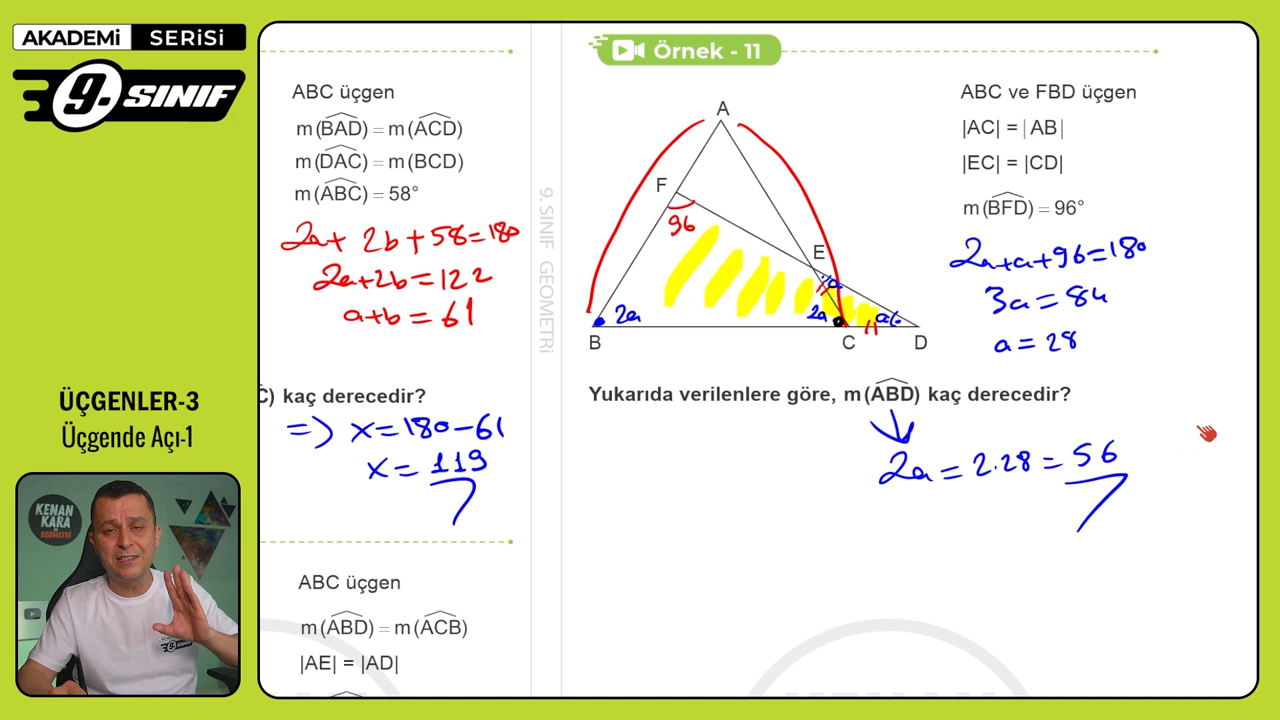 AKADEMİ SERİSİ
9. SINIF
ÜÇGENLER-3
Üçgende Açı-1
KENAN
KARA
GEOMETRİ
9. SINIF
ABC üçgen
m(BAD) = m(ACD)
m(DAC) = m(BCD)
m(ABC) = 58°
2a + 2b + 58 = 180
2a + 2b = 122
a + b = 61
C) kaç derecedir?
=> x = 180 - 61
x = 119
ABC üçgen
m(ABD) = m(ACB)
|AE| = |AD|
9. SINIF GEOMETRİ
Örnek - 11
A
F
96
E
a
2a
2a
a
B
C
D
ABC ve FBD üçgen
|AC| = |AB|
|EC| = |CD|
m(BFD) = 96°
2a + a + 96 = 180
3a = 84
a = 28
Yukarıda verilenlere göre, m(ABD) kaç derecedir?
2a = 2.28 = 56